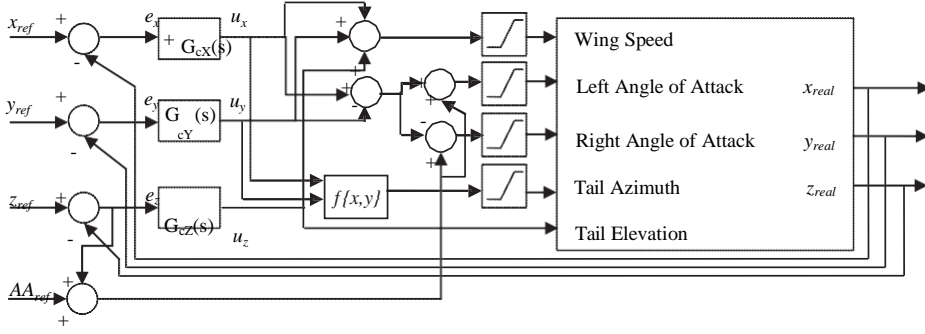 x_ref + - e_x + G_cX(s) u_x
y_ref + - e_y G_cY(s) u_y
z_ref + - e_z G_cZ(s) u_z
AA_ref + +
+ + +
+ -
+ +
- +
f{x,y}
Wing Speed
Left Angle of Attack
Right Angle of Attack
Tail Azimuth
Tail Elevation
x_real
y_real
z_real